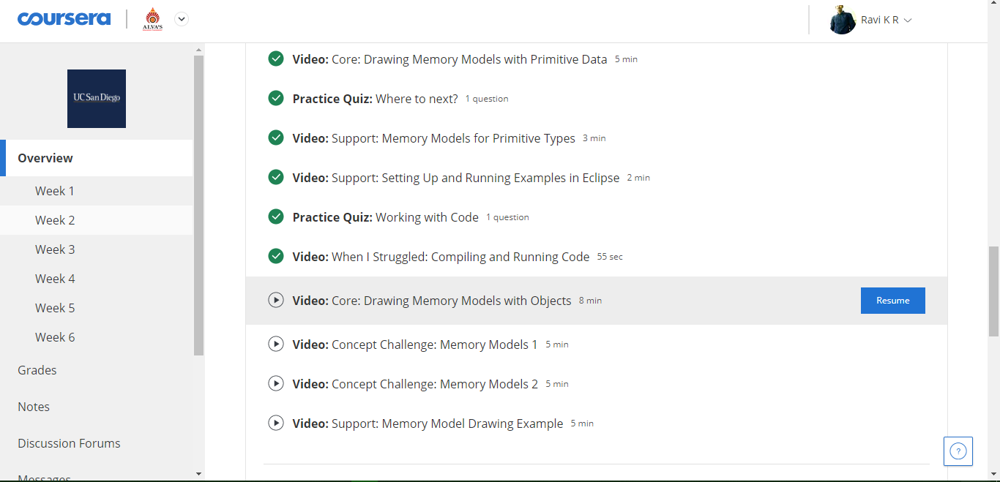 coursera
ALVA'S
Ravi K R
UC San Diego
Overview
Week 1
Week 2
Week 3
Week 4
Week 5
Week 6
Grades
Notes
Discussion Forums
Messages
Video: Core: Drawing Memory Models with Primitive Data 5 min
Practice Quiz: Where to next? 1 question
Video: Support: Memory Models for Primitive Types 3 min
Video: Support: Setting Up and Running Examples in Eclipse 2 min
Practice Quiz: Working with Code 1 question
Video: When I Struggled: Compiling and Running Code 55 sec
Video: Core: Drawing Memory Models with Objects 8 min
Resume
Video: Concept Challenge: Memory Models 1 5 min
Video: Concept Challenge: Memory Models 2 5 min
Video: Support: Memory Model Drawing Example 5 min
?